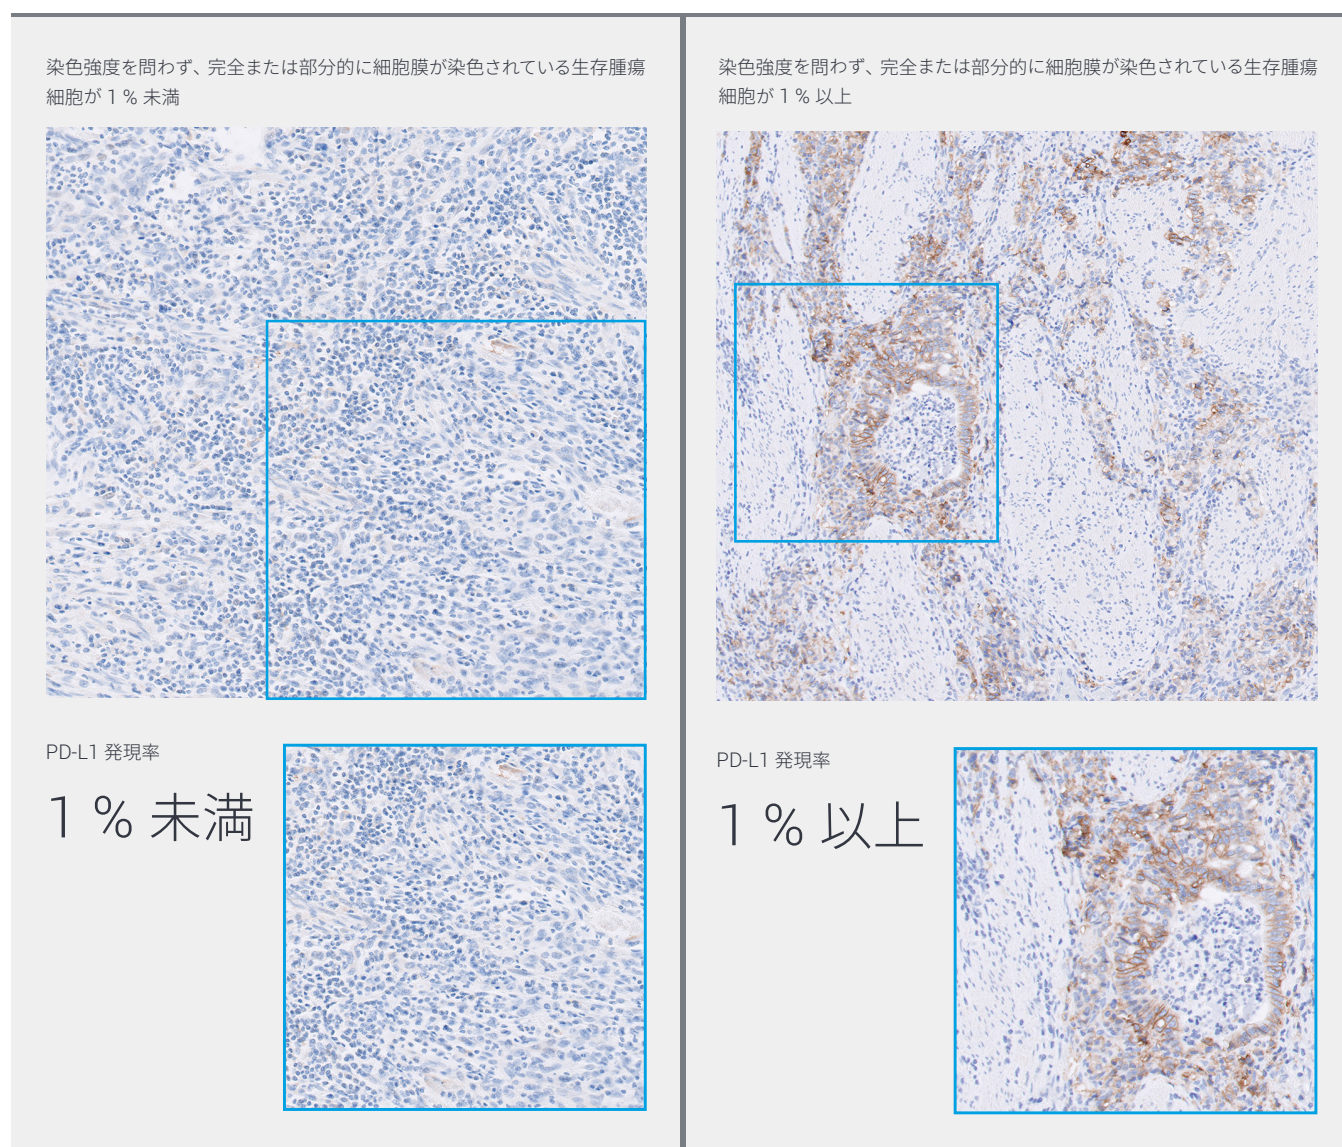 染色強度を問わず、完全または部分的に細胞膜が染色されている生存腫瘍
細胞が 1 % 未満
PD-L1 発現率
1 % 未満
染色強度を問わず、完全または部分的に細胞膜が染色されている生存腫瘍
細胞が 1 % 以上
PD-L1 発現率
1 % 以上